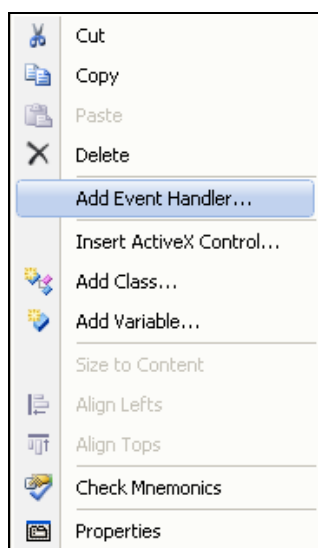 Cut
Copy
Paste
Delete
Add Event Handler...
Insert ActiveX Control...
Add Class...
Add Variable...
Size to Content
Align Lefts
Align Tops
Check Mnemonics
Properties